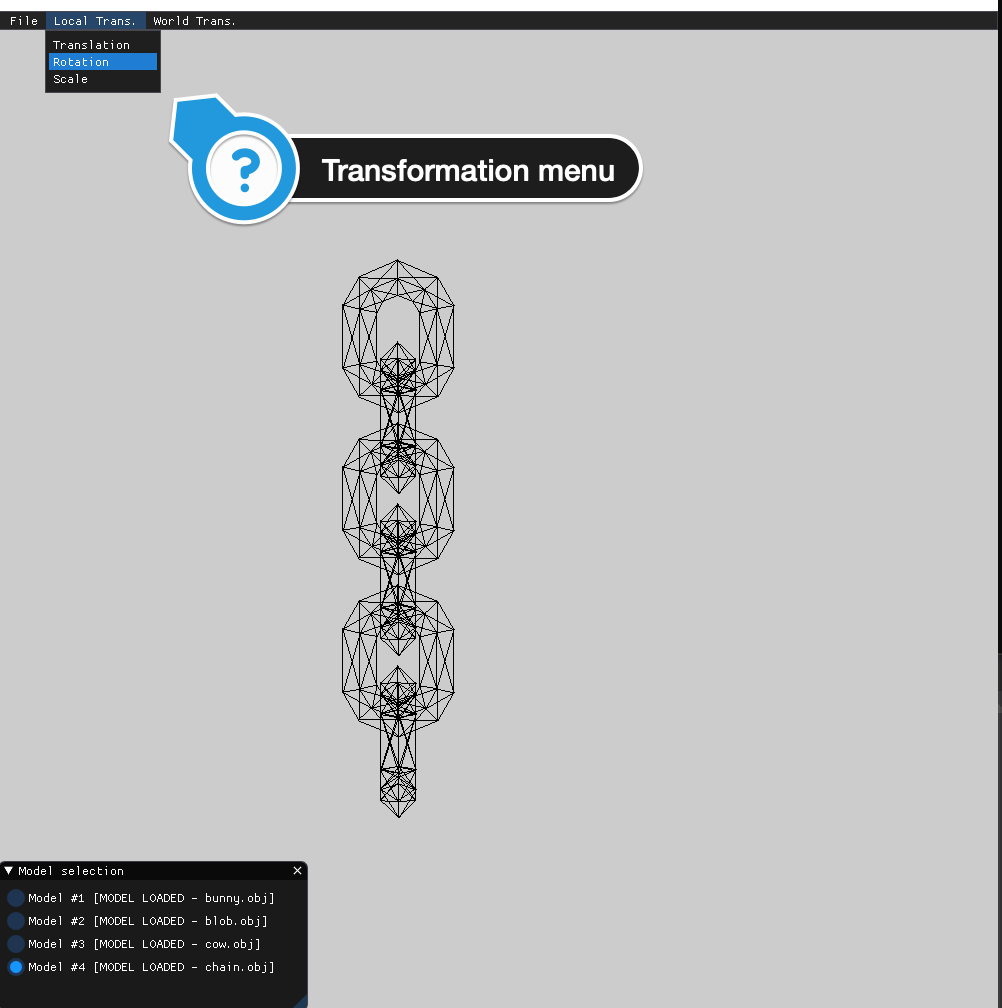 File Local Trans. World Trans.
Translation
Rotation
Scale
? Transformation menu
Model selection
Model #1 [MODEL LOADED - bunny.obj]
Model #2 [MODEL LOADED - blob.obj]
Model #3 [MODEL LOADED - cow.obj]
Model #4 [MODEL LOADED - chain.obj]